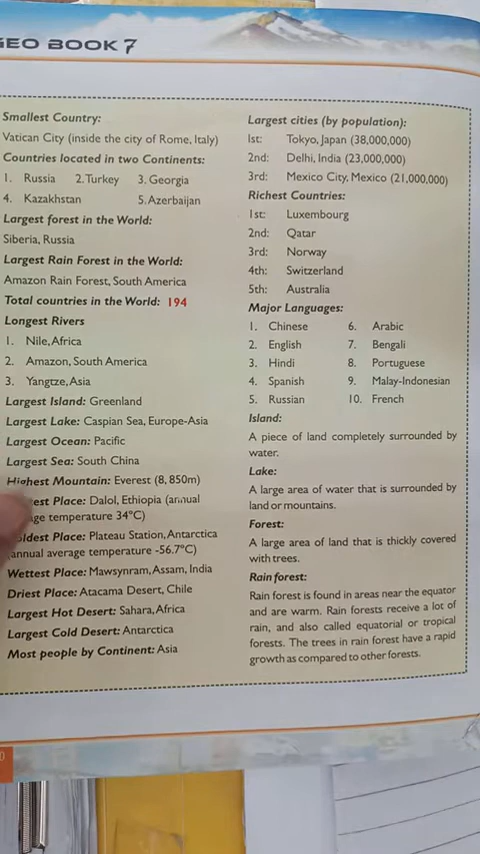 GEO BOOK 7
Smallest Country:
Vatican City (inside the city of Rome, Italy)
Countries located in two Continents:
1. Russia 2. Turkey 3. Georgia
4. Kazakhstan 5. Azerbaijan
Largest forest in the World:
Siberia, Russia
Largest Rain Forest in the World:
Amazon Rain Forest, South America
Total countries in the World: 194
Longest Rivers
1. Nile, Africa
2. Amazon, South America
3. Yangtze, Asia
Largest Island: Greenland
Largest Lake: Caspian Sea, Europe-Asia
Largest Ocean: Pacific
Largest Sea: South China
Highest Mountain: Everest (8,850m)
Place: Dalol, Ethiopia (annual
temperature 34°C)
Place: Plateau Station, Antarctica
(annual average temperature -56.7°C)
Wettest Place: Mawsynram, Assam, India
Driest Place: Atacama Desert, Chile
Largest Hot Desert: Sahara, Africa
Largest Cold Desert: Antarctica
Most people by Continent: Asia
Largest cities (by population):
1st: Tokyo, Japan (38,000,000)
2nd: Delhi, India (23,000,000)
3rd: Mexico City, Mexico (21,000,000)
Richest Countries:
1st: Luxembourg
2nd: Qatar
3rd: Norway
4th: Switzerland
5th: Australia
Major Languages:
1. Chinese 6. Arabic
2. English 7. Bengali
3. Hindi 8. Portuguese
4. Spanish 9. Malay-Indonesian
5. Russian 10. French
Island:
A piece of land completely surrounded by
water.
Lake:
A large area of water that is surrounded by
land or mountains.
Forest:
A large area of land that is thickly covered
with trees.
Rain forest:
Rain forest is found in areas near the equator
and are warm. Rain forests receive a lot of
rain, and also called equatorial or tropical
forests. The trees in rain forest have a rapid
growth as compared to other forests.